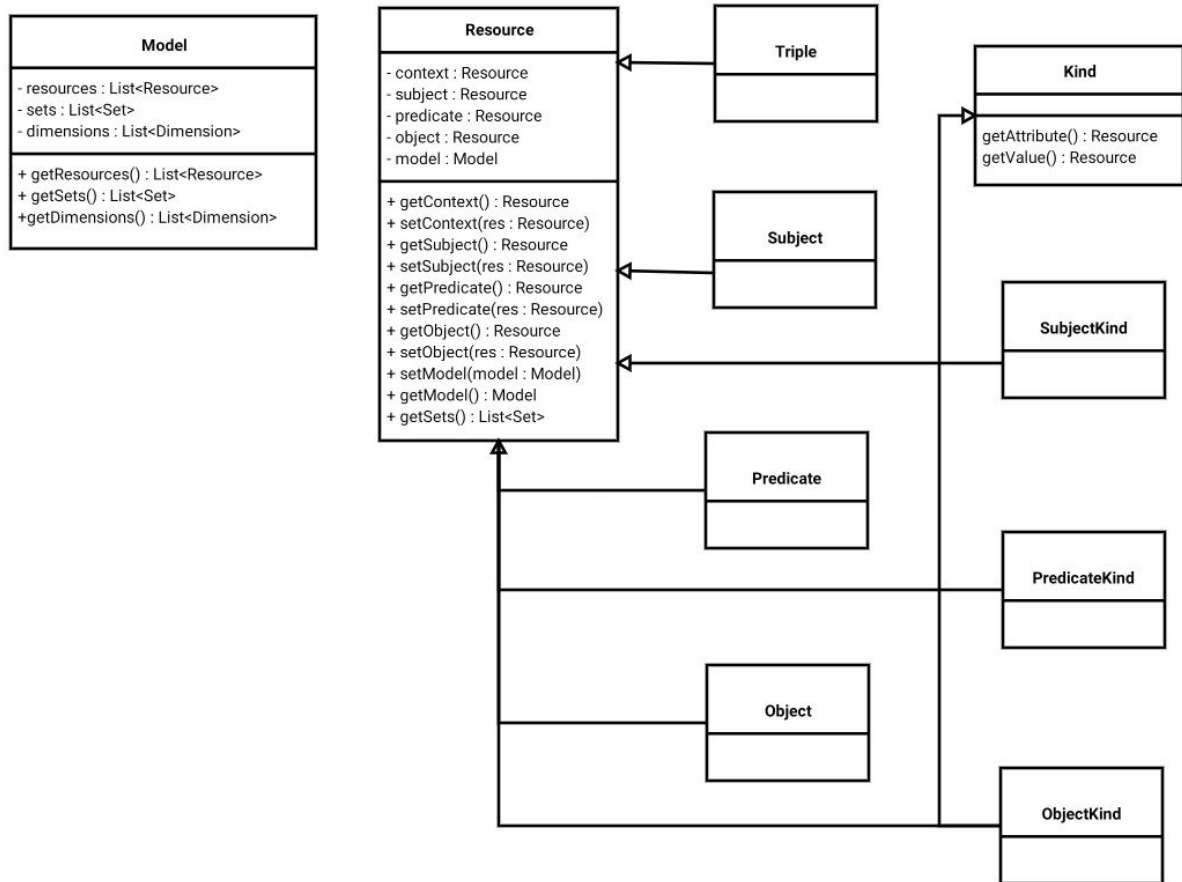 Model
- resources : List<Resource>
- sets : List<Set>
- dimensions : List<Dimension>
+ getResources() : List<Resource>
+ getSets() : List<Set>
+getDimensions() : List<Dimension>
Resource
- context : Resource
- subject : Resource
- predicate : Resource
- object : Resource
- model : Model
+ getContext() : Resource
+ setContext(res : Resource)
+ getSubject() : Resource
+ setSubject(res : Resource)
+ getPredicate() : Resource
+ setPredicate(res : Resource)
+ getObject() : Resource
+ setObject(res : Resource)
+ setModel(model : Model)
+ getModel() : Model
+ getSets() : List<Set>
Triple
Kind
getAttribute() : Resource
getValue() : Resource
Subject
SubjectKind
Predicate
PredicateKind
Object
ObjectKind